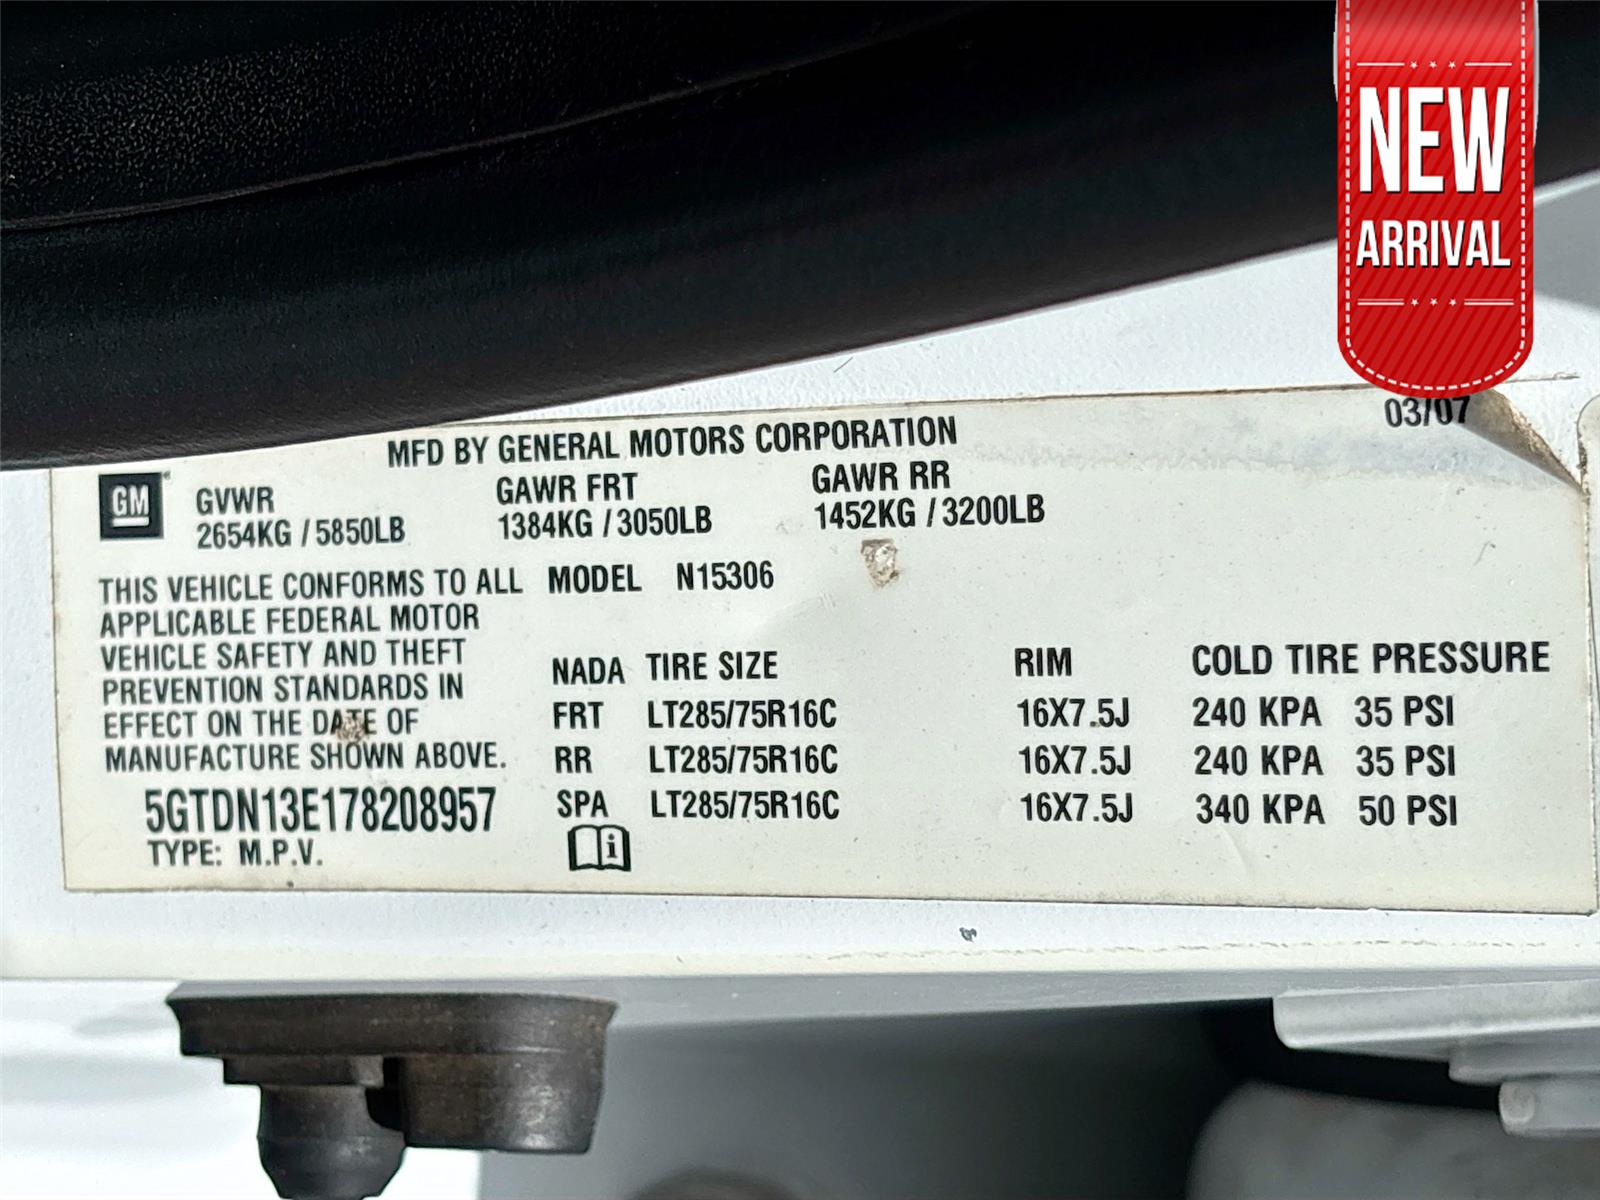 NEW
ARRIVAL
03/07
MFD BY GENERAL MOTORS CORPORATION
GM
GVWR GAWR FRT GAWR RR
2654KG / 5850LB 1384KG / 3050LB 1452KG / 3200LB
THIS VEHICLE CONFORMS TO ALL
APPLICABLE FEDERAL MOTOR
VEHICLE SAFETY AND THEFT
PREVENTION STANDARDS IN
EFFECT ON THE DATE OF
MANUFACTURE SHOWN ABOVE.
5GTDN13E178208957
TYPE: M.P.V.
MODEL N15306
NADA TIRE SIZE RIM COLD TIRE PRESSURE
FRT LT285/75R16C 16X7.5J 240 KPA 35 PSI
RR LT285/75R16C 16X7.5J 240 KPA 35 PSI
SPA LT285/75R16C 16X7.5J 340 KPA 50 PSI
i